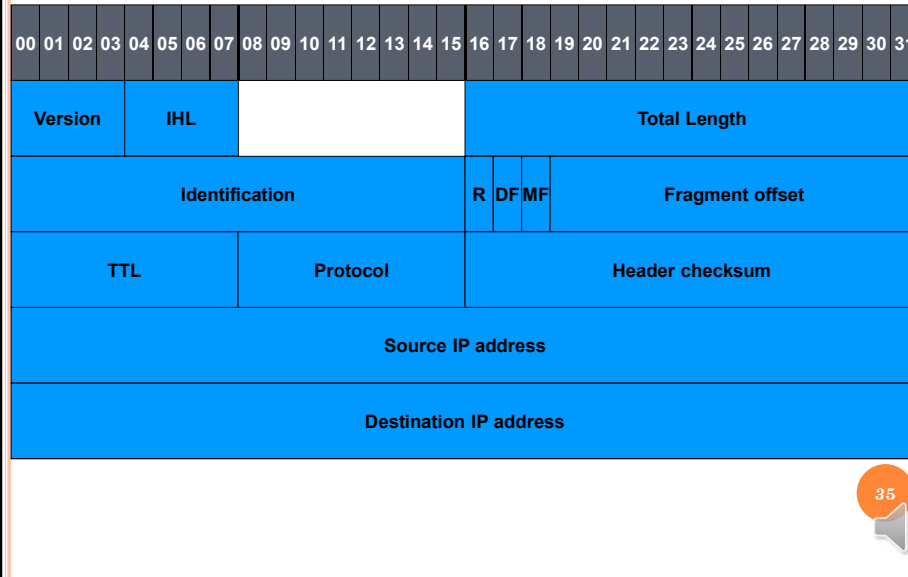 00 01 02 03 04 05 06 07 08 09 10 11 12 13 14 15 16 17 18 19 20 21 22 23 24 25 26 27 28 29 30 31
Version IHL Total Length
Identification R DF MF Fragment offset
TTL Protocol Header checksum
Source IP address
Destination IP address
35